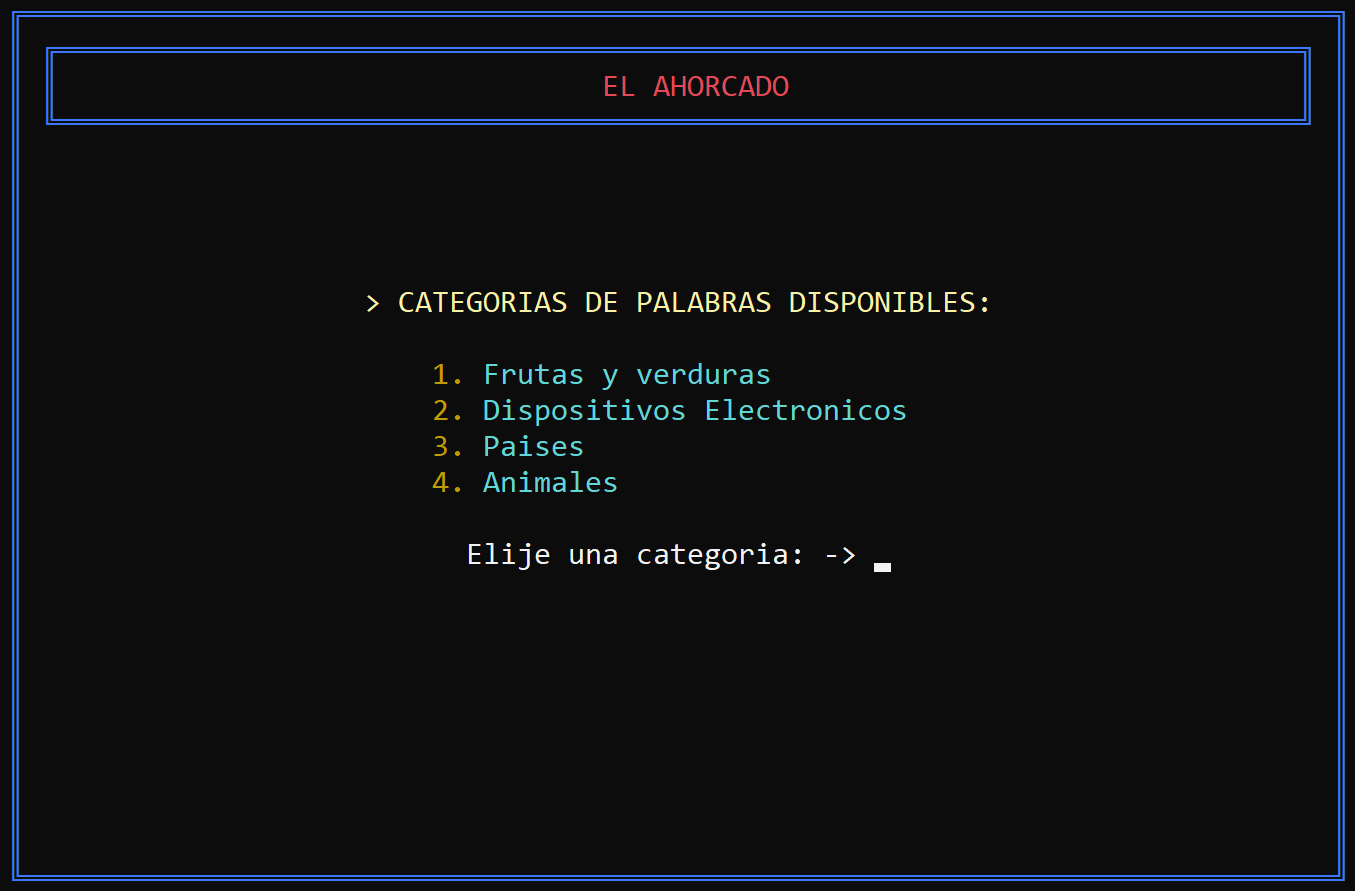 EL AHORCADO
> CATEGORIAS DE PALABRAS DISPONIBLES:
1. Frutas y verduras
2. Dispositivos Electronicos
3. Paises
4. Animales
Elije una categoria: -> _